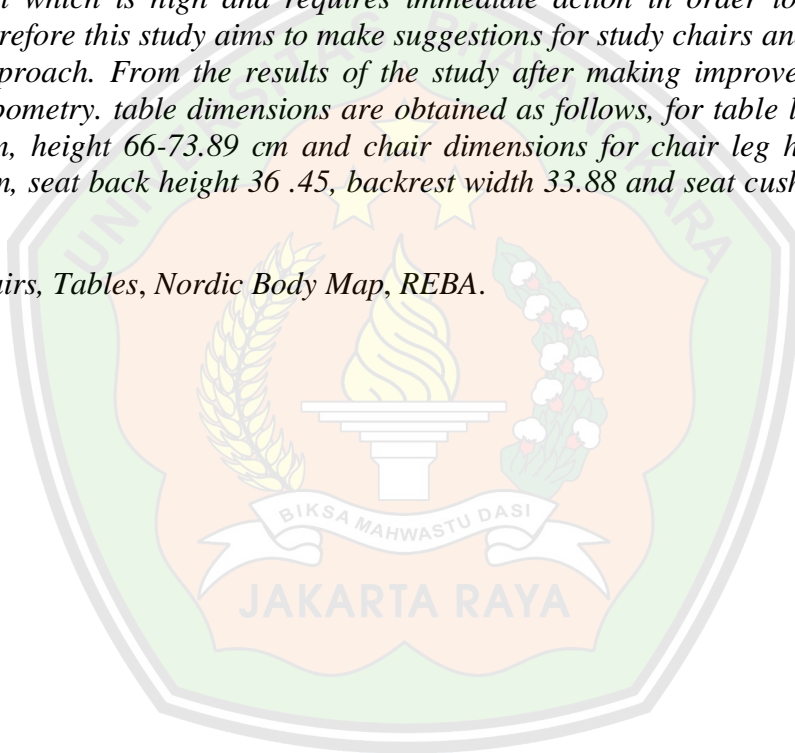 which is high and requires immediate action in order to
refore this study aims to make suggestions for study chairs an
proach. From the results of the study after making improve
pometry. table dimensions are obtained as follows, for table l
m, height 66-73.89 cm and chair dimensions for chair leg h
m, seat back height 36 .45, backrest width 33.88 and seat cush
irs, Tables, Nordic Body Map, REBA.
UNIVERSITAS BHAYANGKARA
BIKSA MAHWASTU DASI
JAKARTA RAYA